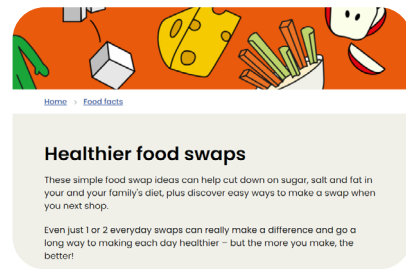 Home › Food facts
Healthier food swaps
These simple food swap ideas can help cut down on sugar, salt and fat in
your and your family's diet, plus discover easy ways to make a swap when
you next shop.
Even just 1 or 2 everyday swaps can really make a difference and go a
long way to making each day healthier – but the more you make, the
better!